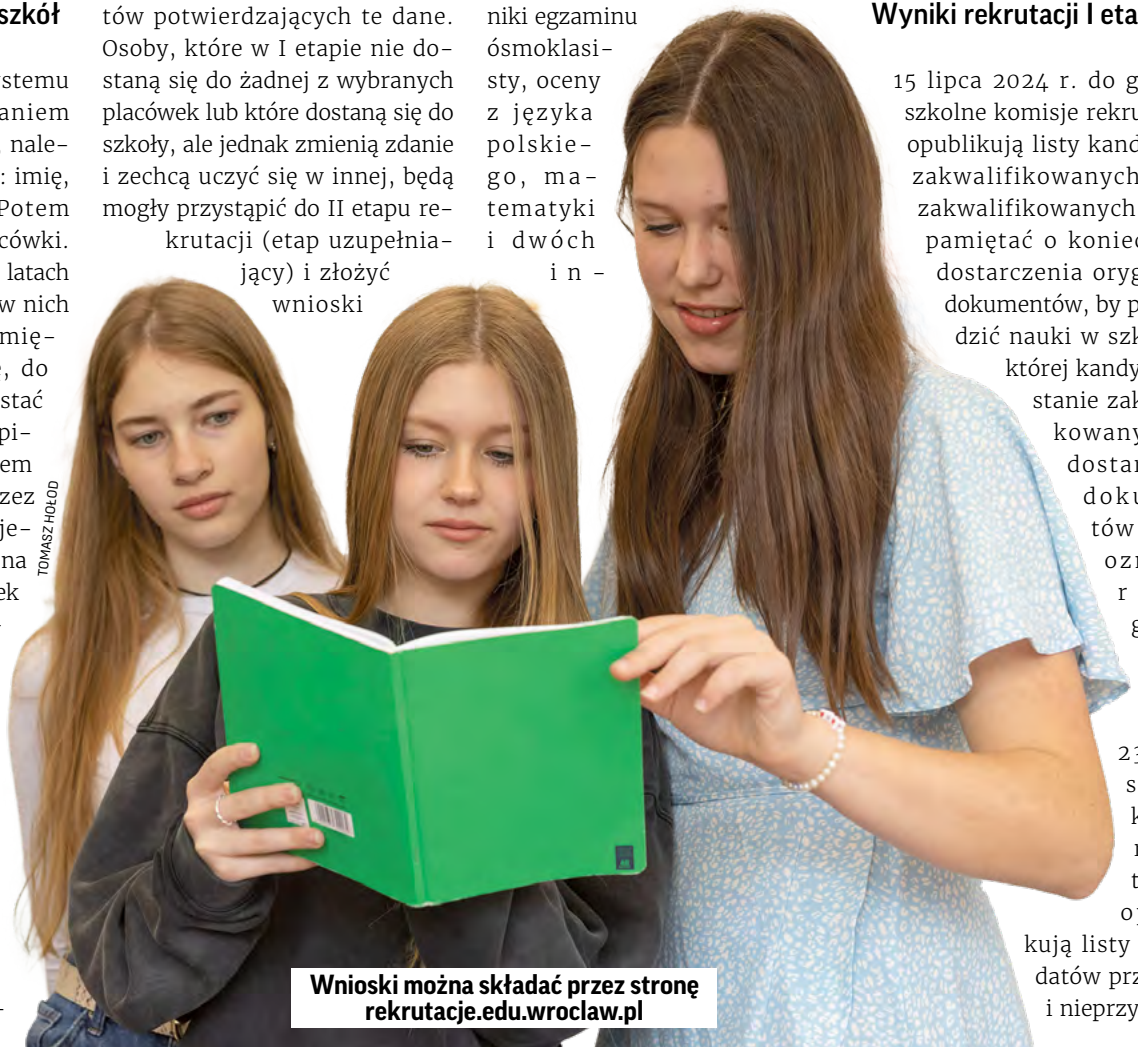 szkół
stemu
aniem
nale-
: imię,
Potem
cówki.
latach
w nich
mię-
, do
stać
pi-
em
zez
je-
na
ek
TOMASZ HOŁOD
tów potwierdzających te dane.
Osoby, które w I etapie nie do-
staną się do żadnej z wybranych
placówek lub które dostaną się do
szkoły, ale jednak zmienią zdanie
i zechcą uczyć się w innej, będą
mogły przystąpić do II etapu re-
krutacji (etap uzupełnia-
jący) i złożyć
wnioski
niki egzaminu
ósmoklasi-
sty, oceny
z języka
polskie-
go, ma-
tematyki
i dwóch
in-
Wyniki rekrutacji I eta
15 lipca 2024 r. do g
szkolne komisje rekru
opublikują listy kand
zakwalifikowanych
zakwalifikowanych
pamiętać o koniec
dostarczenia oryg
dokumentów, by p
dzić nauki w szk
której kandy
stanie zak
kowany
dostar
doku
tów
ozn
r
g
23
s
k
r
t
op
kują listy
datów prz
i nieprzy
Wnioski można składać przez stronę
rekrutacje.edu.wroclaw.pl